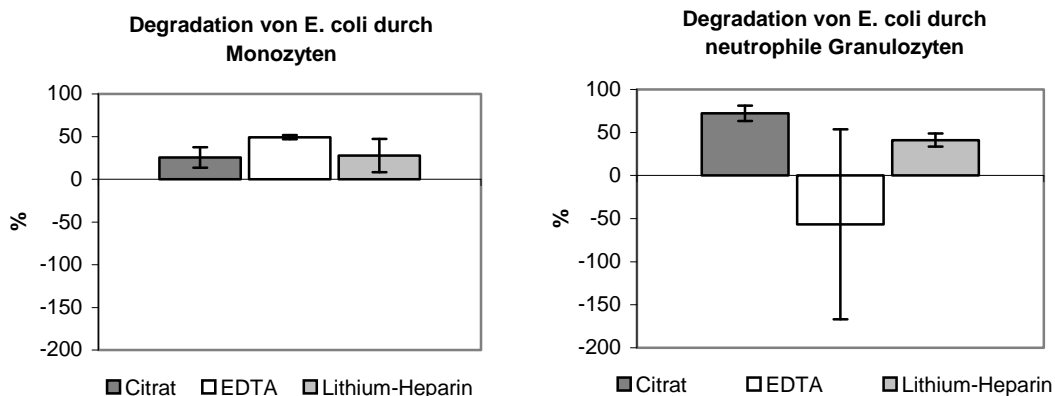 Degradation von E. coli durch
Monozyten
100
50
0
-50
-100
-150
-200
%
Citrat EDTA Lithium-Heparin
Degradation von E. coli durch
neutrophile Granulozyten
100
50
0
-50
-100
-150
-200
%
Citrat EDTA Lithium-Heparin